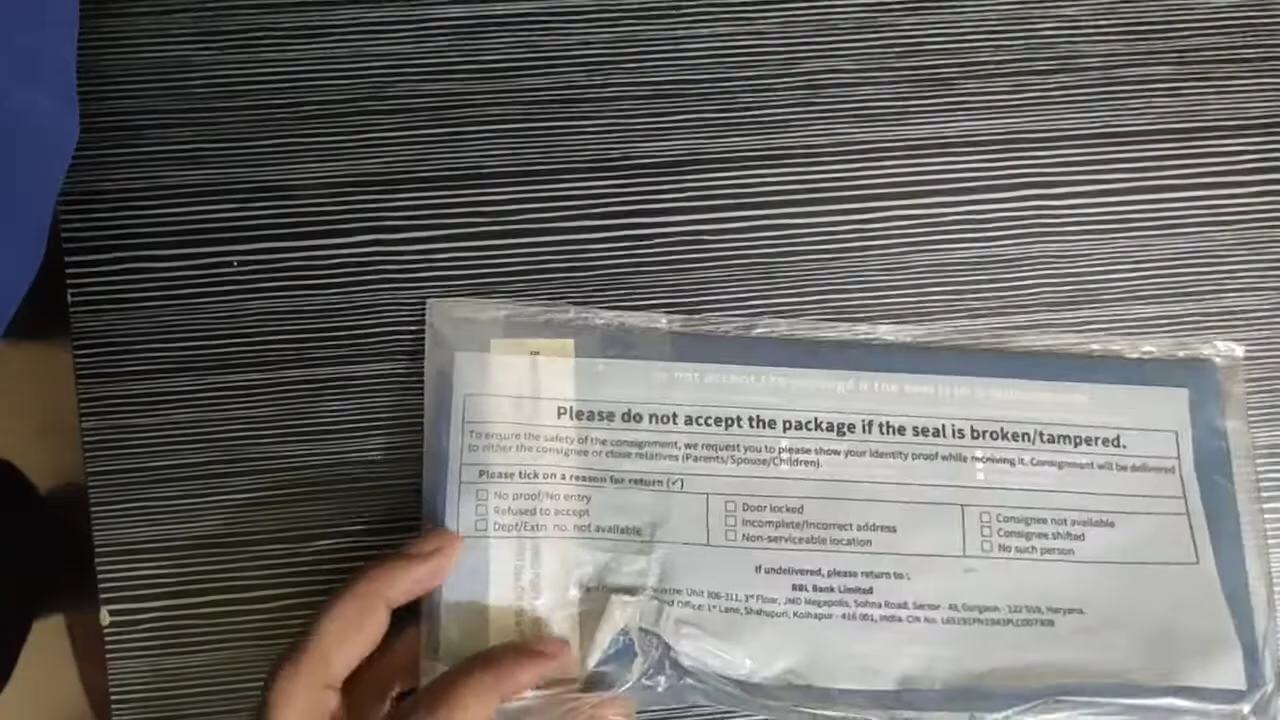 Please do not accept the package if the seal is broken/tampered.
To ensure the safety of the consignment, we request you to please show your identity proof while receiving it. Consignment will be delivered
to either the consignee or close relatives (Parents/Spouse/Children).
Please tick on a reason for return (✓)
No proof/No entry
Refused to accept
Dept/Extn. no. not available
Door locked
Incomplete/Incorrect address
Non-serviceable location
Consignee not available
Consignee shifted
No such person
If undelivered, please return to:
RBL Bank Limited
Unit 306-311, 3rd Floor, JMD Megapolis, Sohna Road, Sector - 48, Gurgaon - 122 Haryana.
Office: 1st Lane, Shahupuri, Kolhapur - 416 001, India. CIN No.